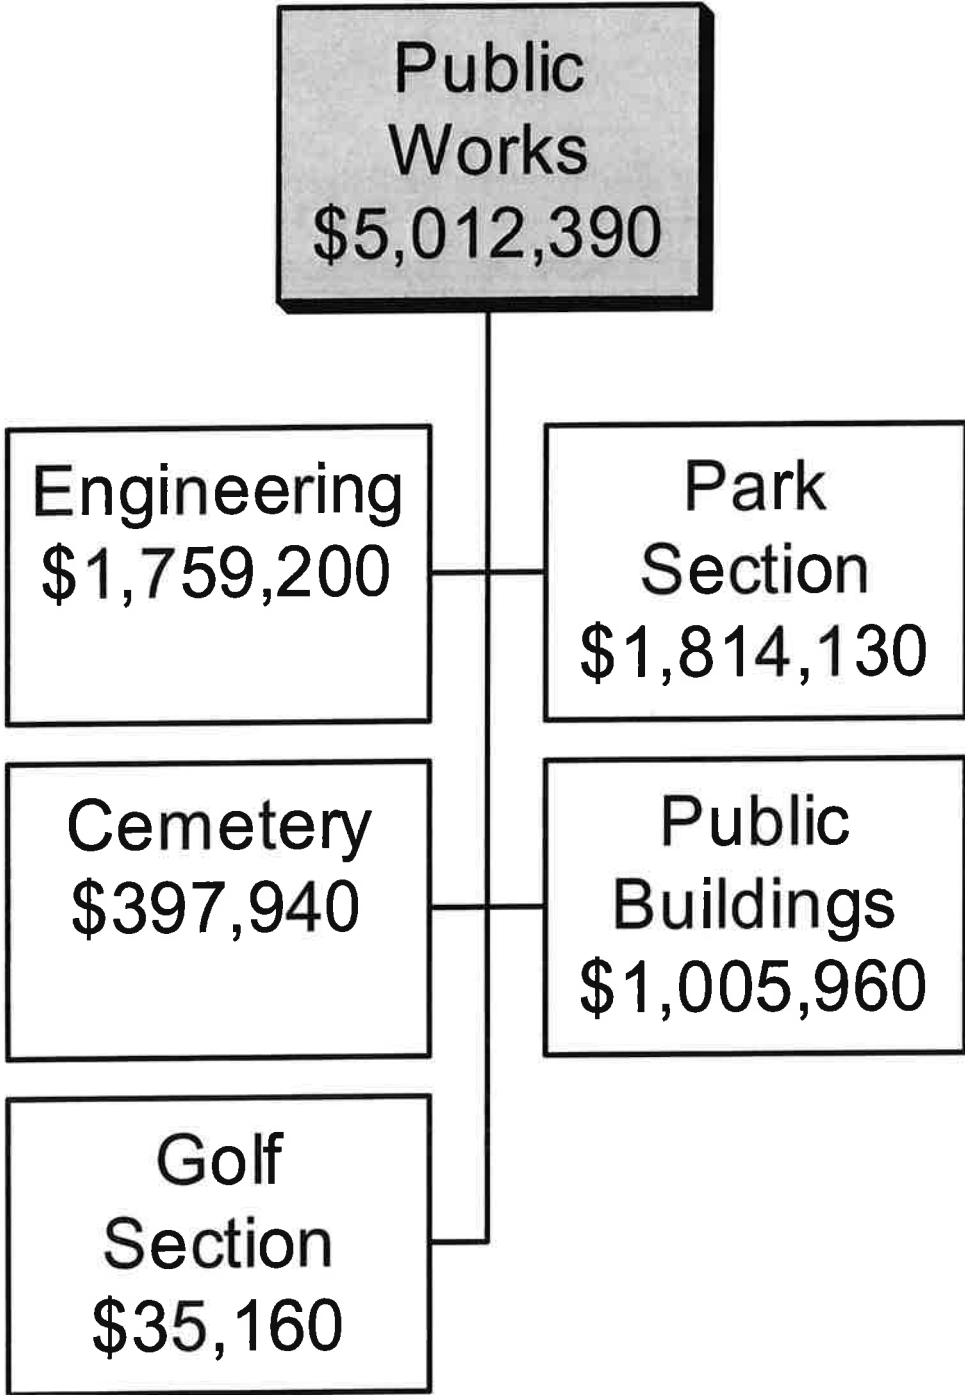 Public
Works
$5,012,390
Engineering
$1,759,200
Park
Section
$1,814,130
Cemetery
$397,940
Public
Buildings
$1,005,960
Golf
Section
$35,160